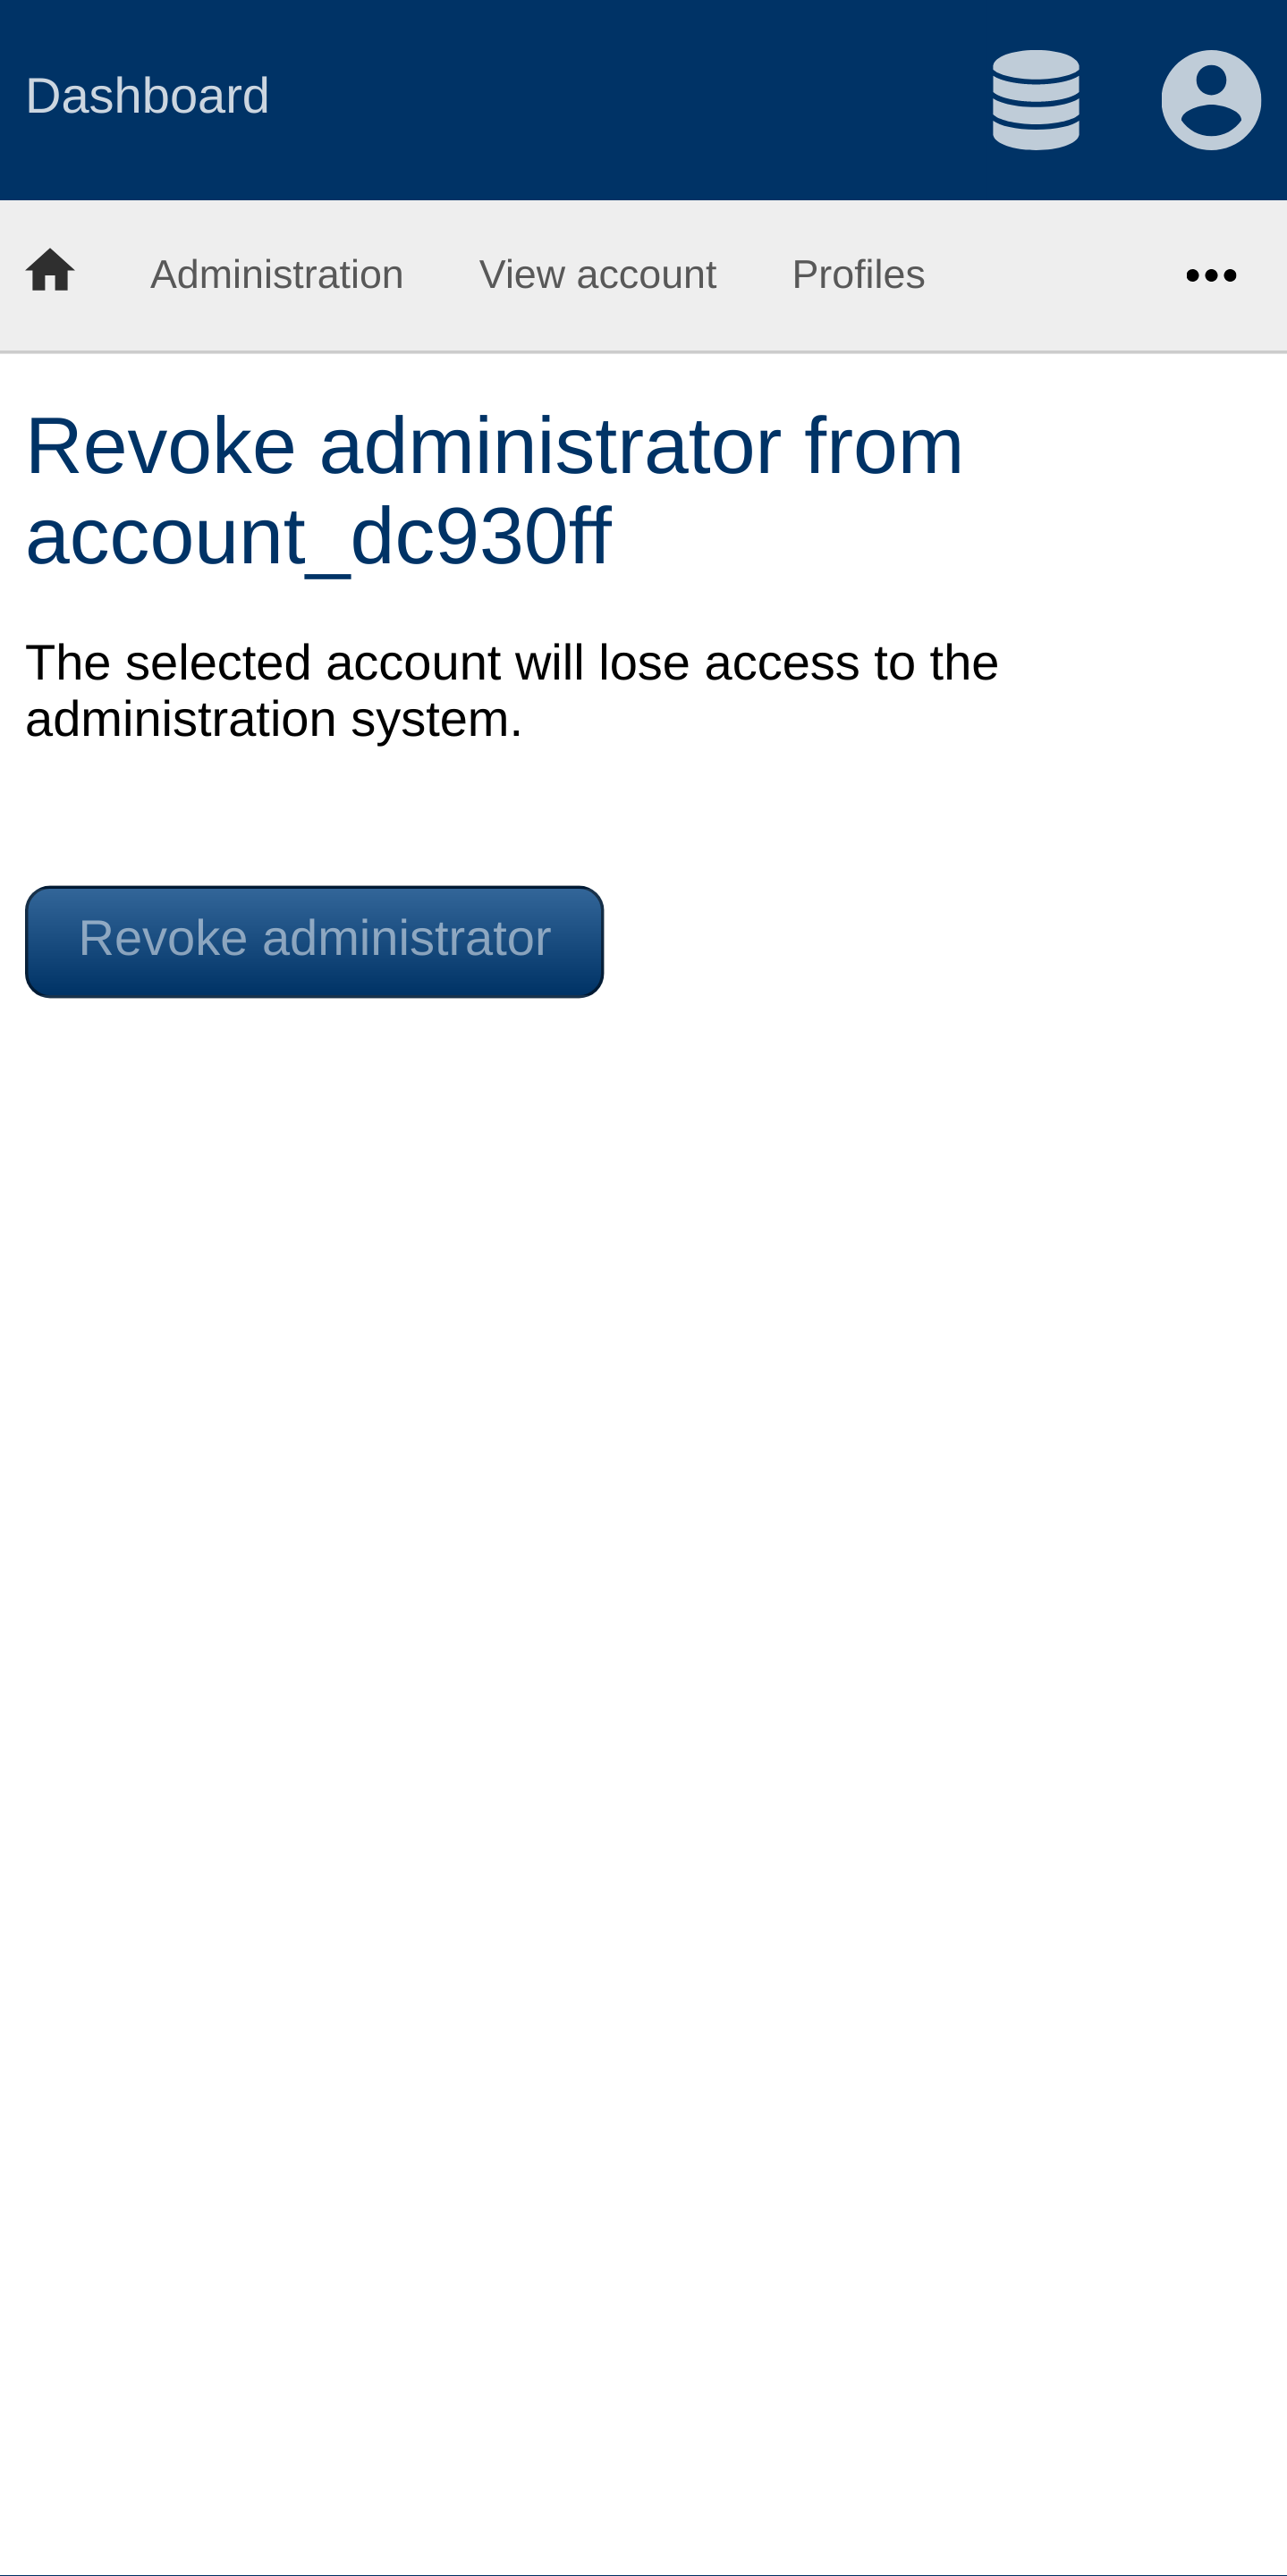 Dashboard
Administration View account Profiles
Revoke administrator from
account_dc930ff
The selected account will lose access to the
administration system.
Revoke administrator